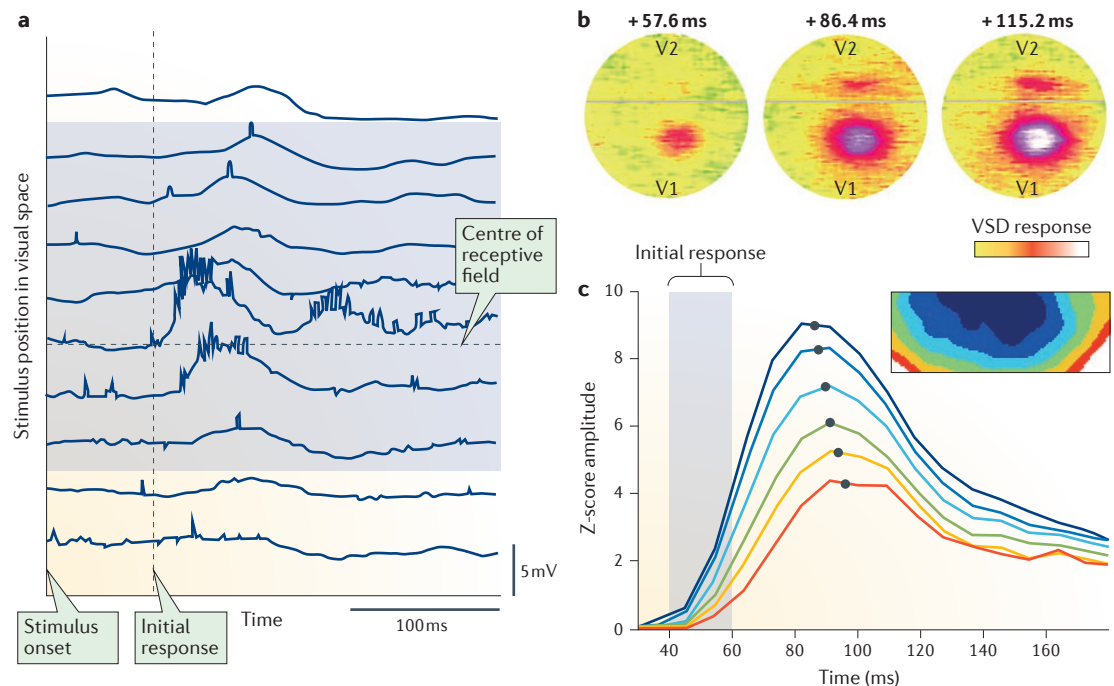 a
Stimulus position in visual space
Centre of
receptive
field
5 mV
Stimulus
onset
Initial
response
Time
100 ms
b
+ 57.6 ms
+ 86.4 ms
+ 115.2 ms
V2
V2
V2
V1
V1
V1
VSD response
Initial response
c
Z-score amplitude
10
8
6
4
2
0
40
60
80
100
120
140
160
Time (ms)